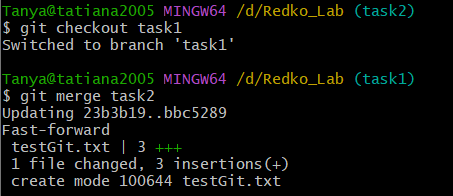 Tanya@tatiana2005 MINGW64 /d/Redko_Lab (task2)
$ git checkout task1
Switched to branch 'task1'
Tanya@tatiana2005 MINGW64 /d/Redko_Lab (task1)
$ git merge task2
Updating 23b3b19..bbc5289
Fast-forward
 testGit.txt | 3 +++
 1 file changed, 3 insertions(+)
 create mode 100644 testGit.txt